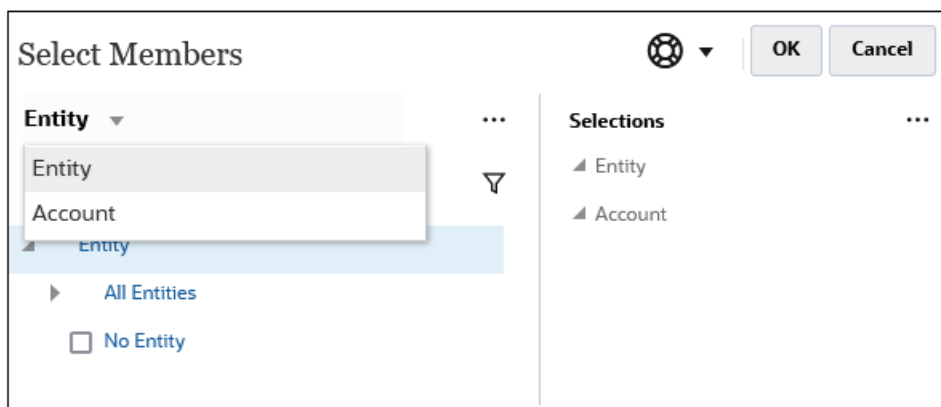 Select Members
OK
Cancel
Entity
Entity
Account
Entity
All Entities
No Entity
Selections
Entity
Account